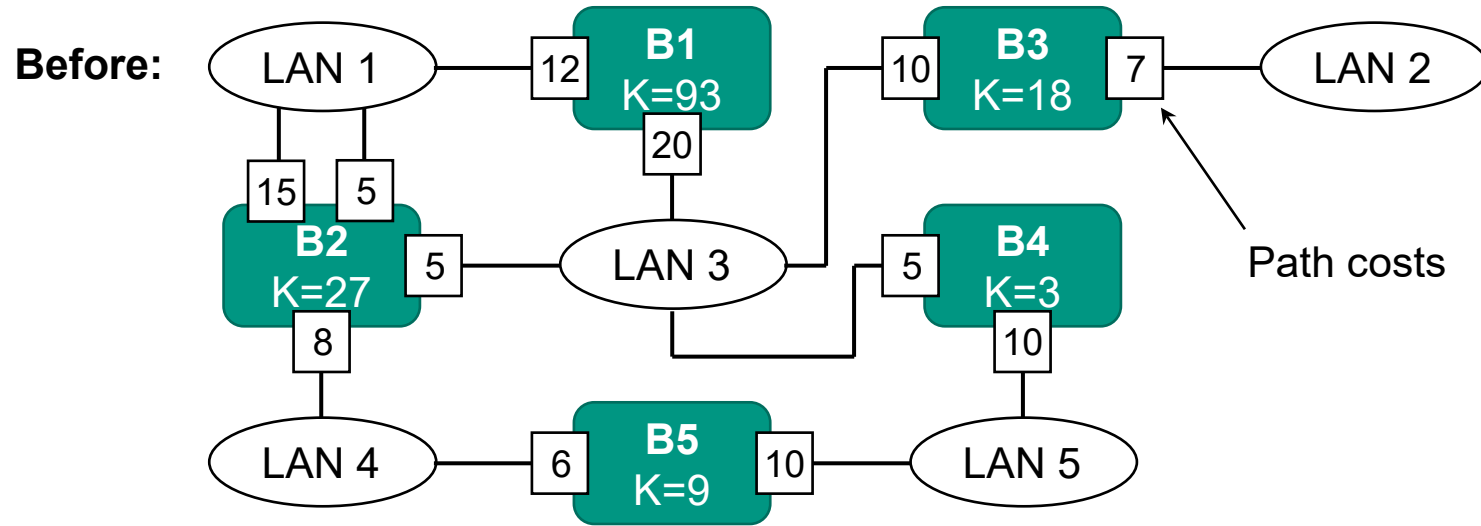 Before:
LAN 1
12
B1
K=93
20
10
B3
K=18
7
LAN 2
15
5
B2
K=27
5
8
LAN 3
5
B4
K=3
10
Path costs
LAN 4
6
B5
K=9
10
LAN 5